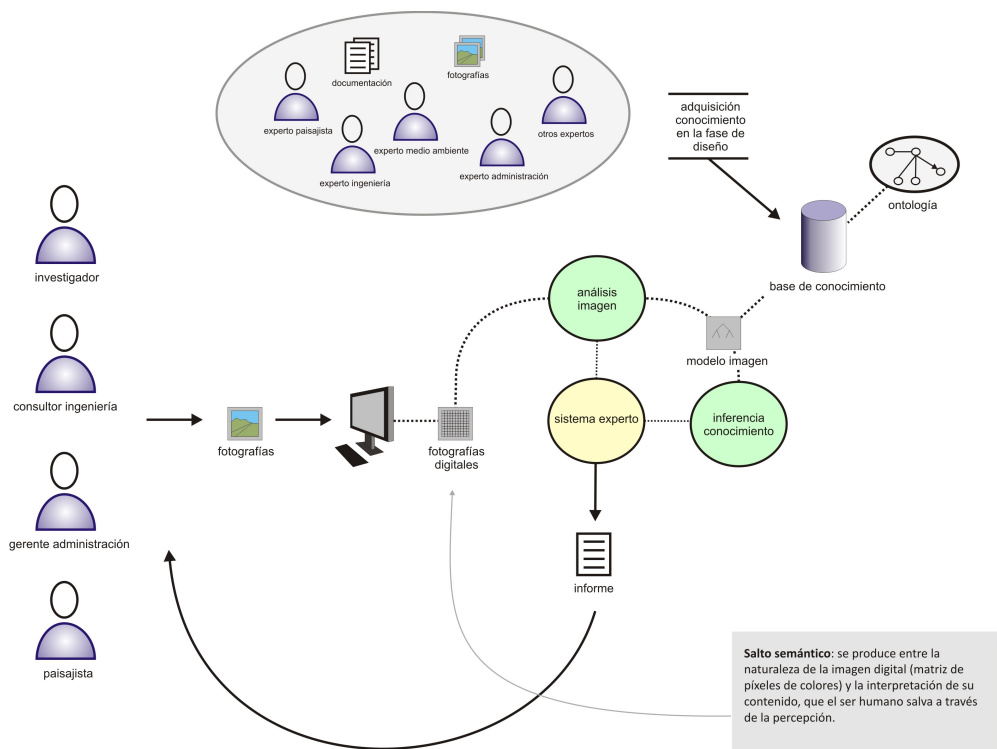 documentación
fotografías
experto paisajista
experto medio ambiente
otros expertos
experto ingeniería
experto administración
adquisición
conocimiento
en la fase de
diseño
ontología
base de conocimiento
investigador
análisis
imagen
modelo imagen
consultor ingeniería
fotografías
fotografías
digitales
sistema experto
inferencia
conocimiento
gerente administración
informe
paisajista
Salto semántico: se produce entre la
naturaleza de la imagen digital (matriz de
píxeles de colores) y la interpretación de su
contenido, que el ser humano salva a través
de la percepción.